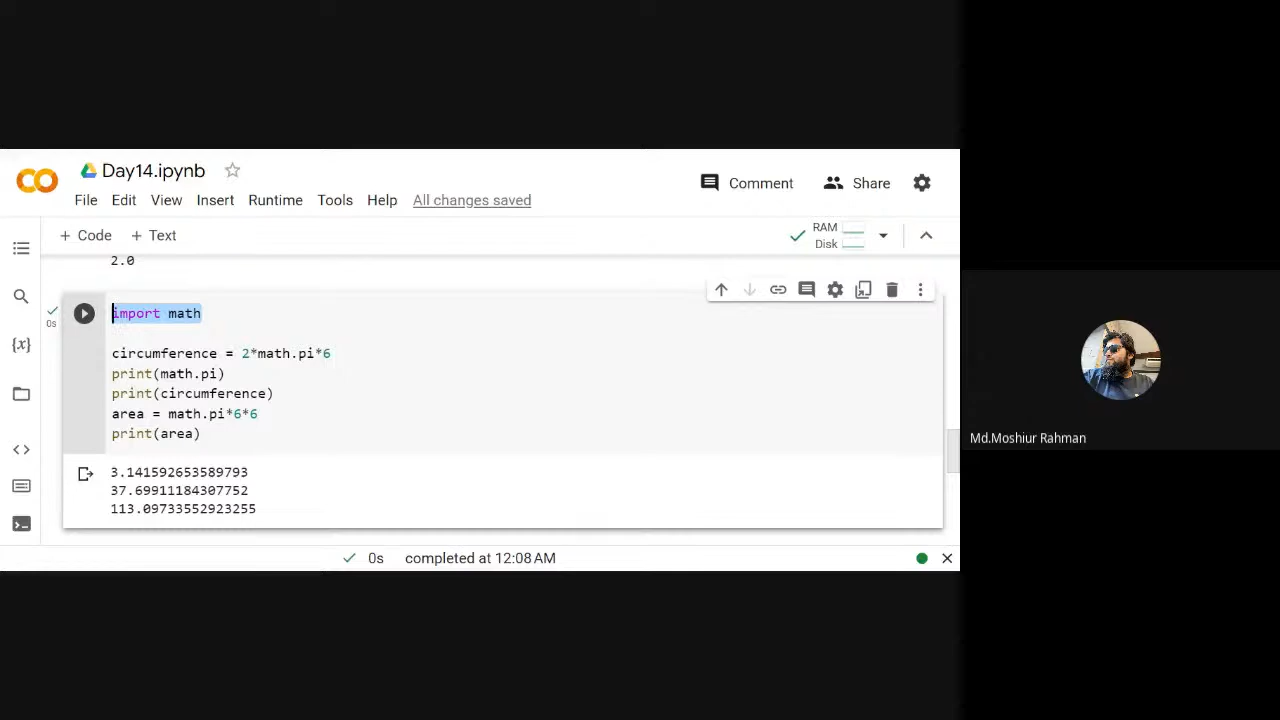 Day14.ipynb
Comment
Share
File Edit View Insert Runtime Tools Help All changes saved
+ Code + Text
RAM
Disk
2.0
0s
import math
circumference = 2*math.pi*6
print(math.pi)
print(circumference)
area = math.pi*6*6
print(area)
{x}
3.141592653589793
37.69911184307752
113.09733552923255
0s completed at 12:08 AM
Md.Moshiur Rahman